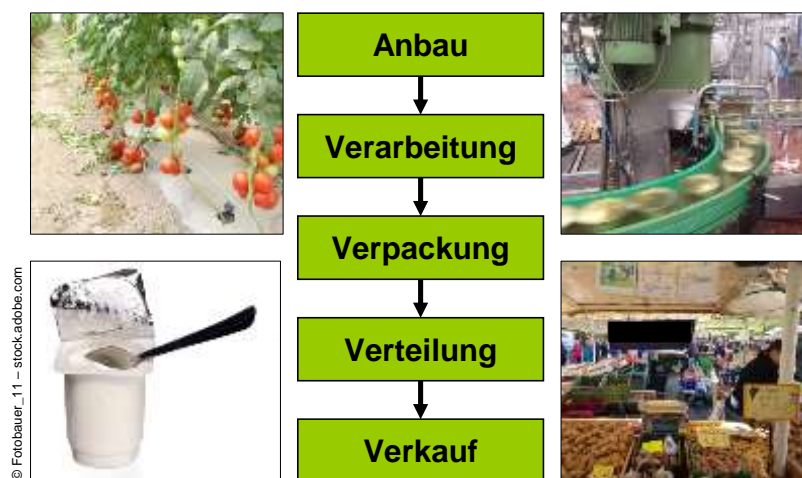 Anbau
Verarbeitung
Verpackung
Verteilung
Verkauf
© Fotobauer_11 – stock.adobe.com